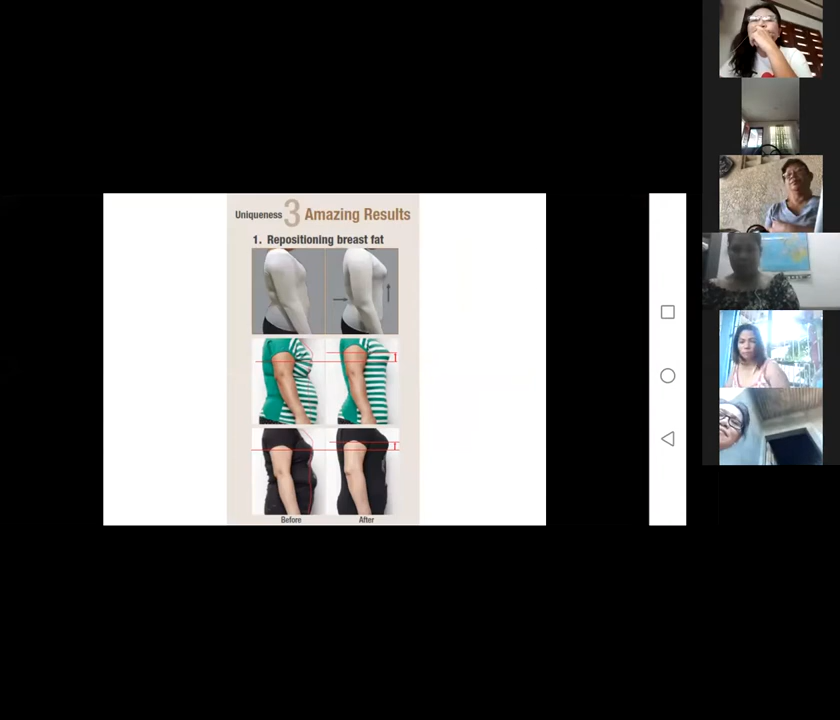 Uniqueness 3 Amazing Results
1. Repositioning breast fat
Before After